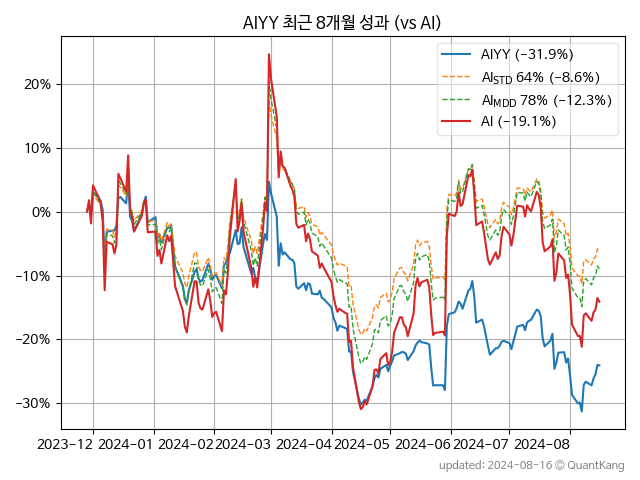 AIYY 최근 8개월 성과 (vs AI)
AIYY (−31.9%)
AI_STD 64% (−8.6%)
AI_MDD 78% (−12.3%)
AI (−19.1%)
20%
10%
0%
−10%
−20%
−30%
2023-12 2024-01 2024-02 2024-03 2024-04 2024-05 2024-06 2024-07 2024-08
updated: 2024-08-16 © QuantKang